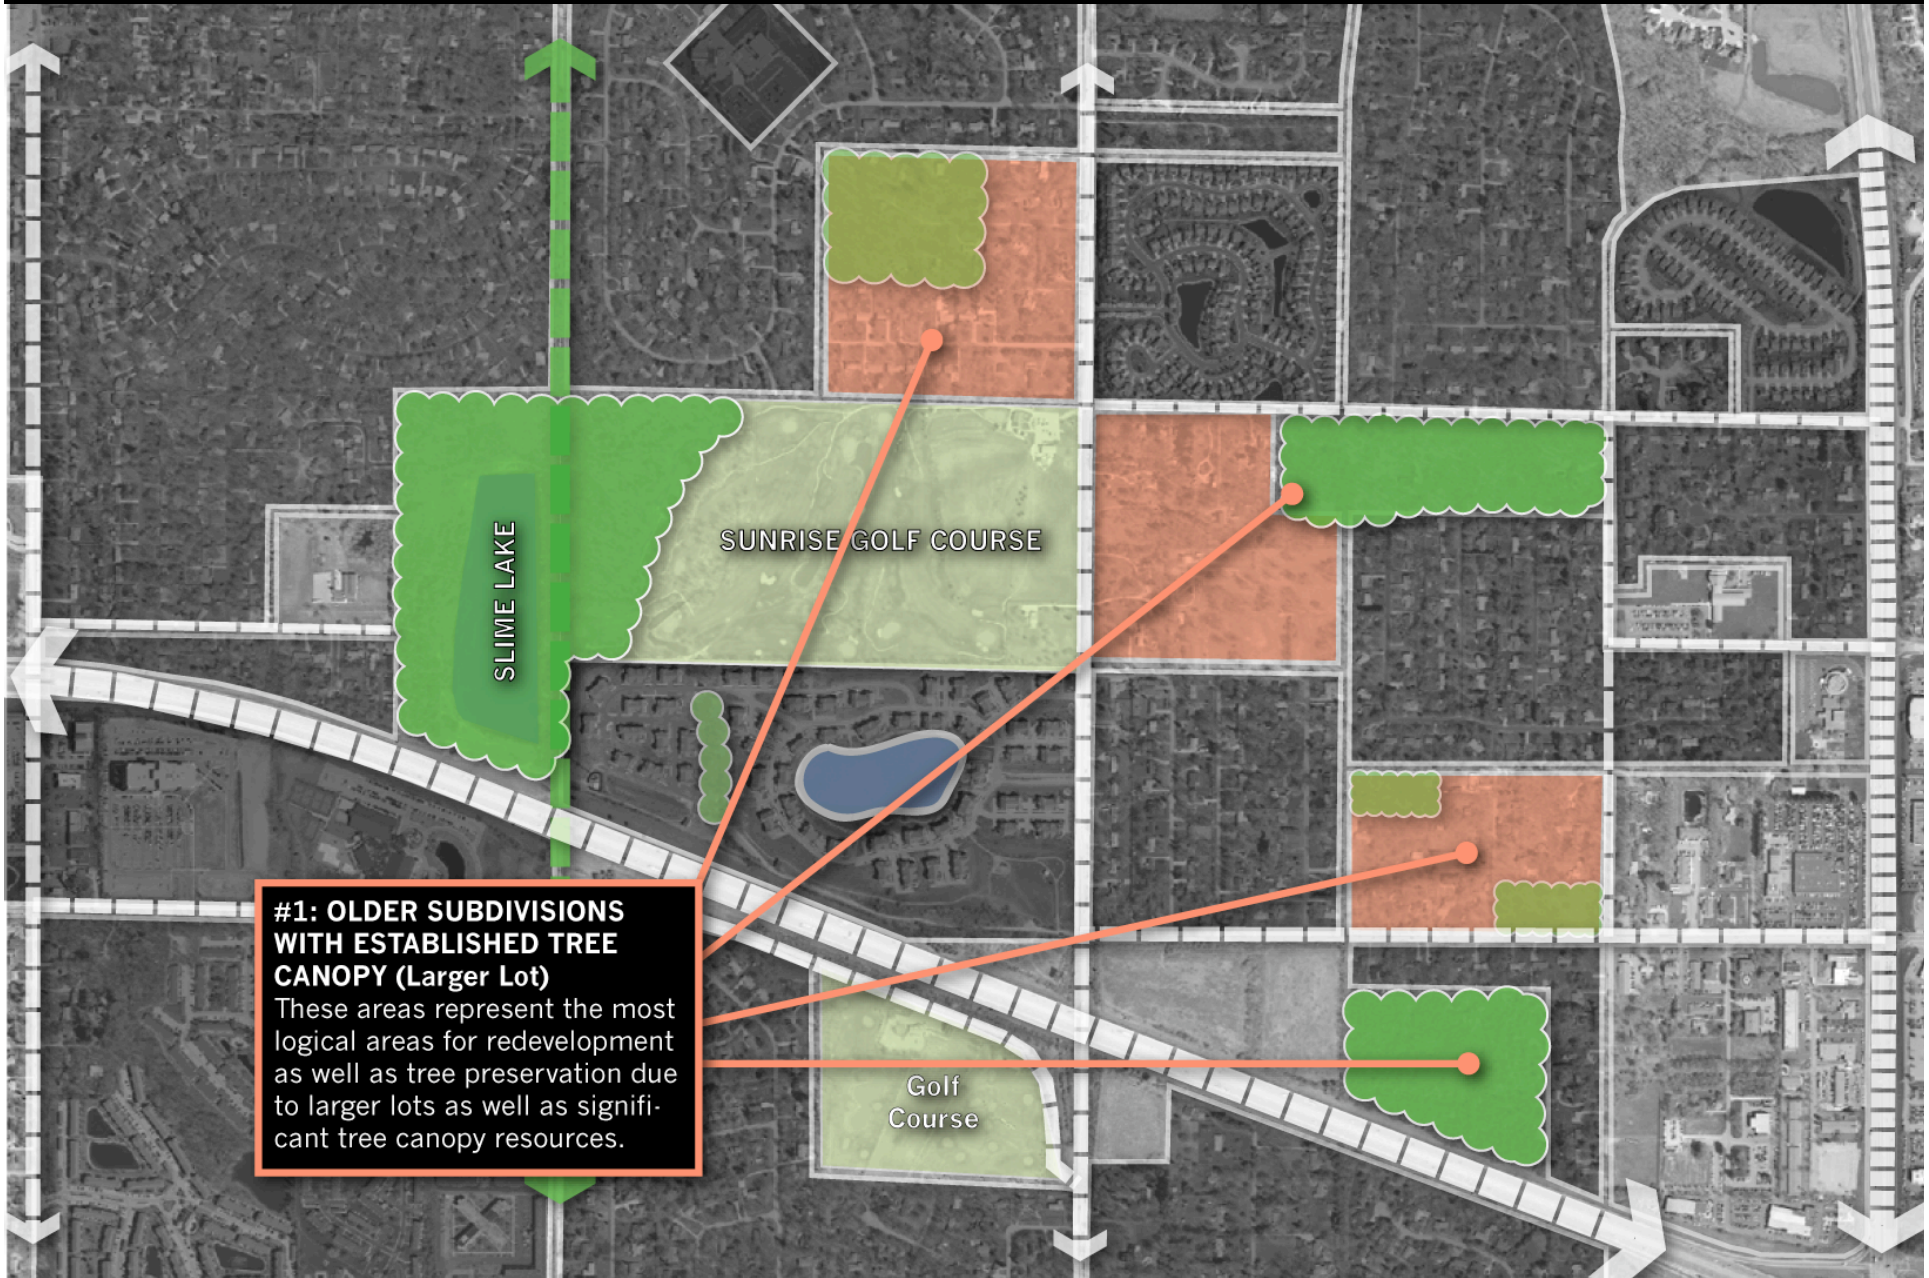 SUNRISE GOLF COURSE
SLIME LAKE
#1: OLDER SUBDIVISIONS
WITH ESTABLISHED TREE
CANOPY (Larger Lot)
These areas represent the most
logical areas for redevelopment
as well as tree preservation due
to larger lots as well as signifi-
cant tree canopy resources.
Golf
Course